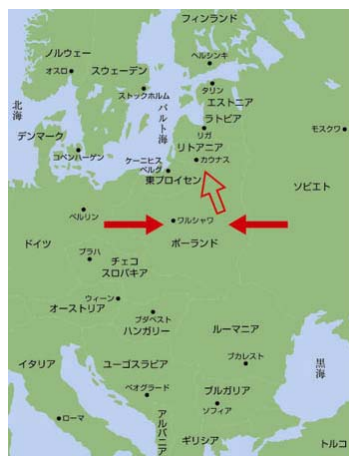 フィンランド
ノルウェー
ヘルシンキ
オスロ
スウェーデン
タリン
ストックホルム
エストニア
北海
バルト海
ラトビア
リガ
モスクワ
デンマーク
リトアニア
コペンハーゲン
ケーニヒス
ベルグ
カウナス
東プロイセン
ソビエト
ベルリン
ワルシャワ
ドイツ
ポーランド
プラハ
チェコ
スロバキア
ウィーン
オーストリア
ブダペスト
ハンガリー
ルーマニア
イタリア
ユーゴスラビア
ブカレスト
黒海
ベオグラード
ブルガリア
ソフィア
ローマ
アルバニア
ギリシア
トルコ